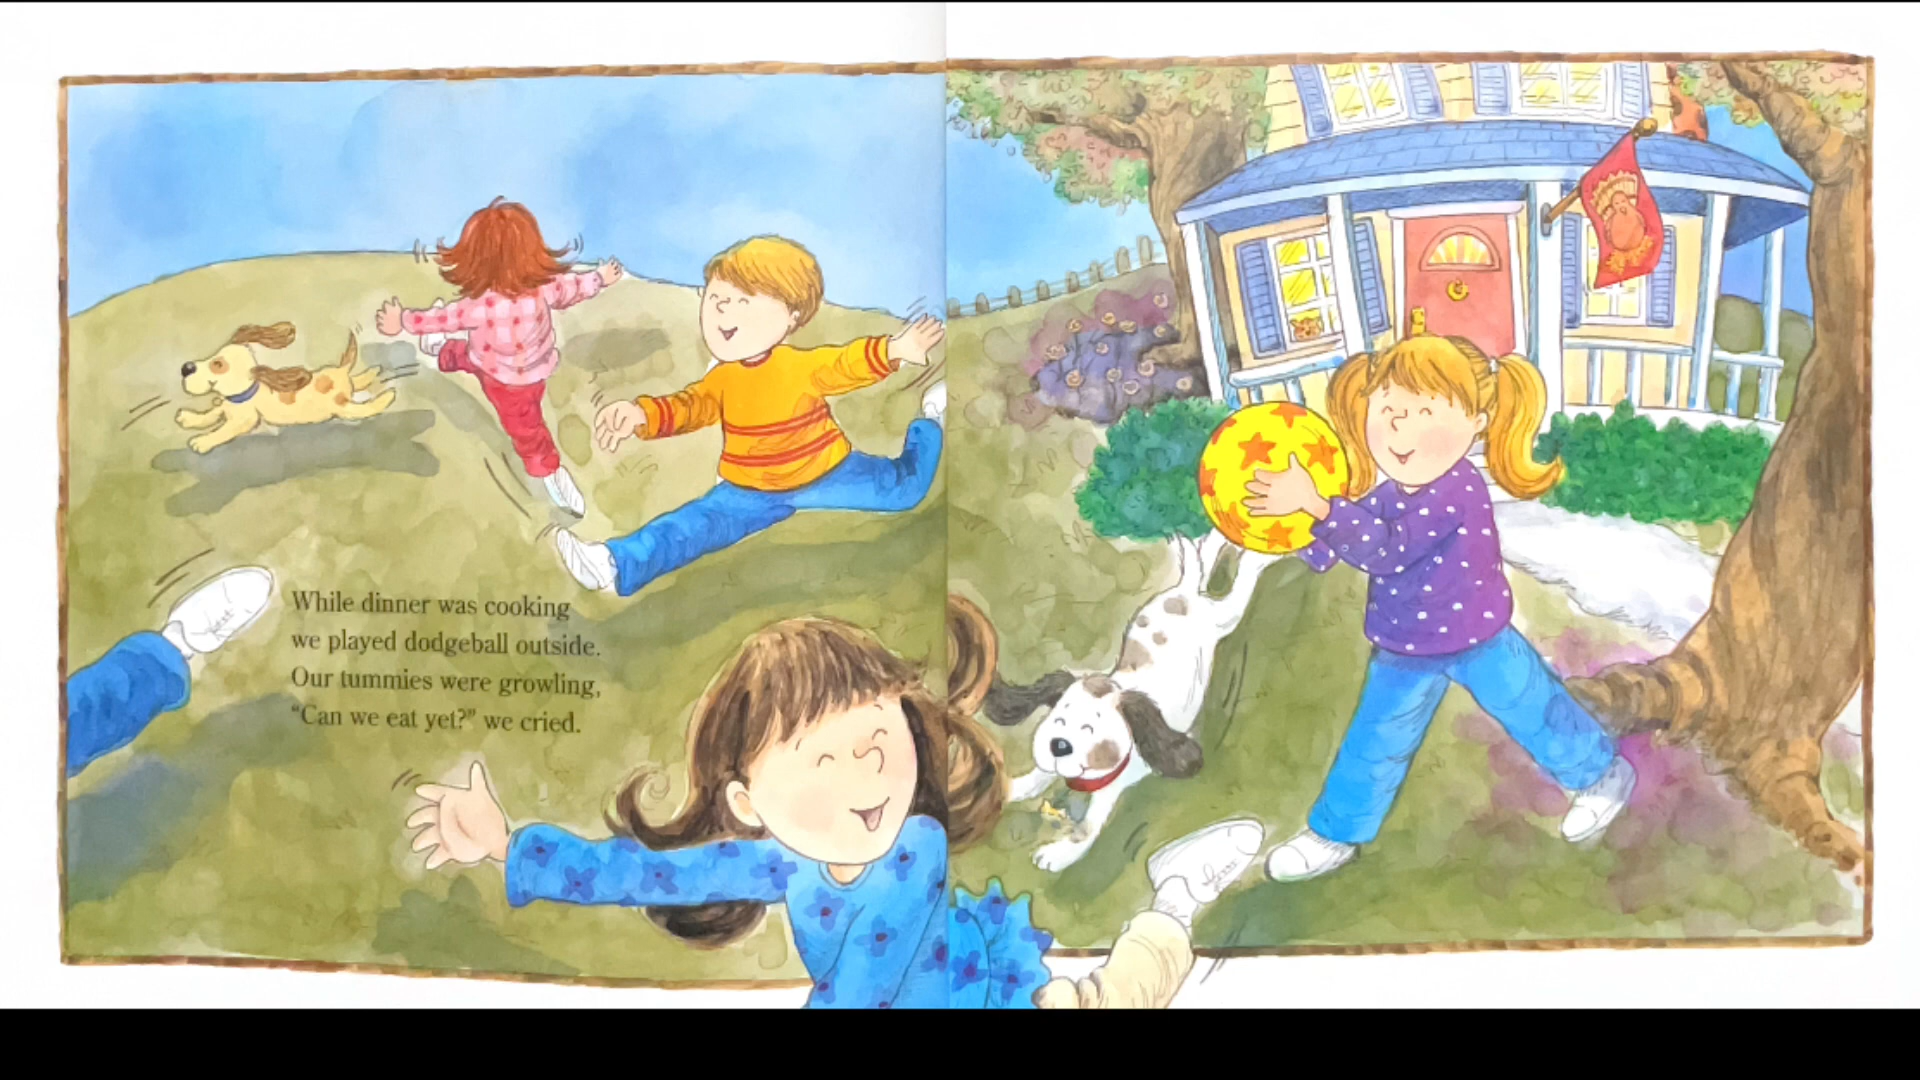 While dinner was cooking
we played dodgeball outside.
Our tummies were growling,
“Can we eat yet?” we cried.